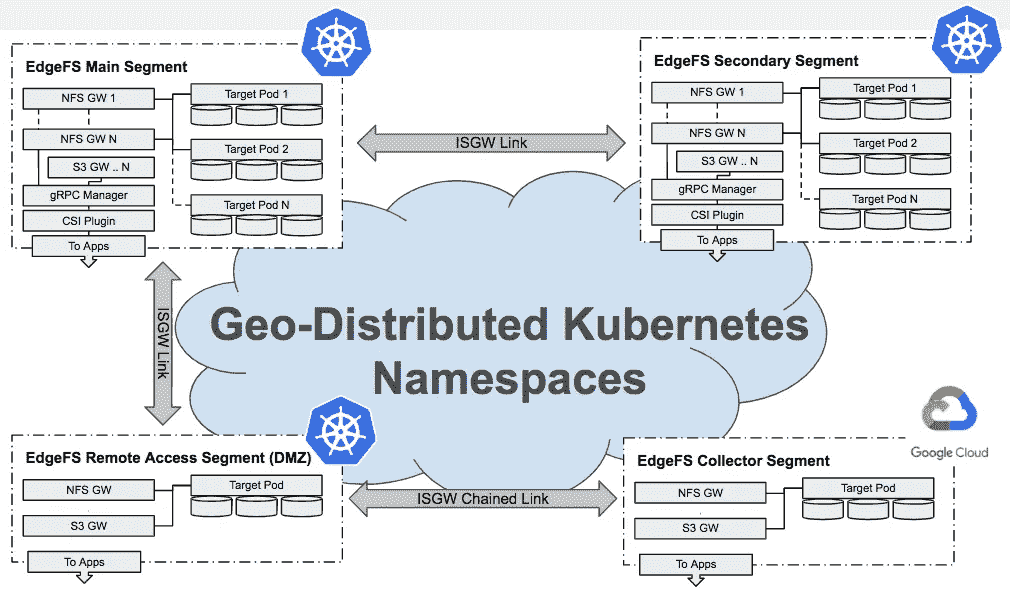 EdgeFS Main Segment
NFS GW 1
NFS GW N
S3 GW .. N
gRPC Manager
CSI Plugin
To Apps
Target Pod 1
Target Pod 2
Target Pod N
ISGW Link
EdgeFS Secondary Segment
NFS GW 1
NFS GW N
S3 GW .. N
gRPC Manager
CSI Plugin
To Apps
Target Pod 1
Target Pod 2
Target Pod N
ISGW Link
Geo-Distributed Kubernetes
Namespaces
EdgeFS Remote Access Segment (DMZ)
NFS GW
S3 GW
To Apps
Target Pod
ISGW Chained Link
Google Cloud
EdgeFS Collector Segment
NFS GW
S3 GW
To Apps
Target Pod